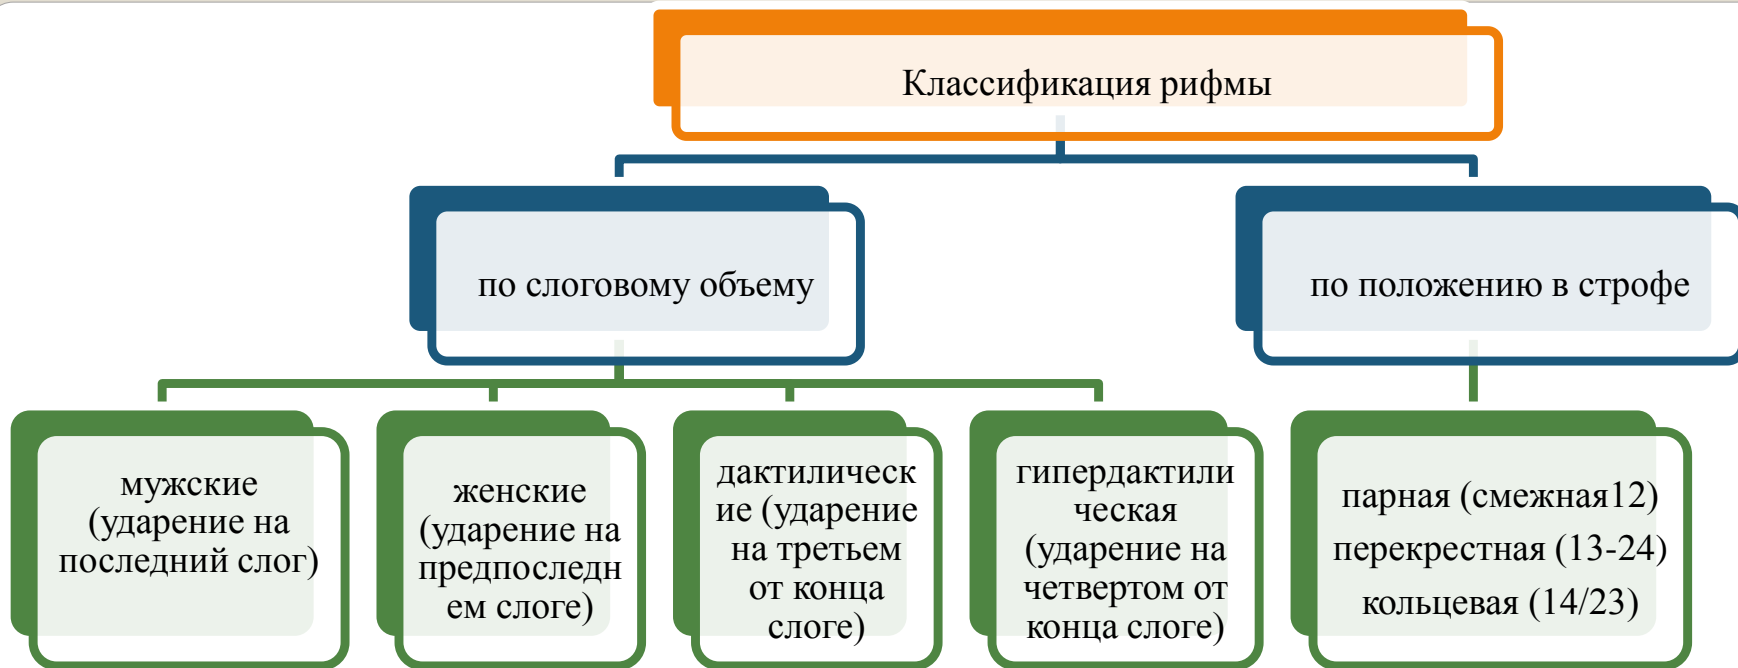 Классификация рифмы
по слоговому объему
по положению в строфе
мужские
(ударение на
последний слог)
женские
(ударение на
предпоследн
ем слоге)
дактилическ
ие (ударение
на третьем
от конца
слоге)
гипердактили
ческая
(ударение на
четвертом от
конца слоге)
парная (смежная12)
перекрестная (13-24)
кольцевая (14/23)